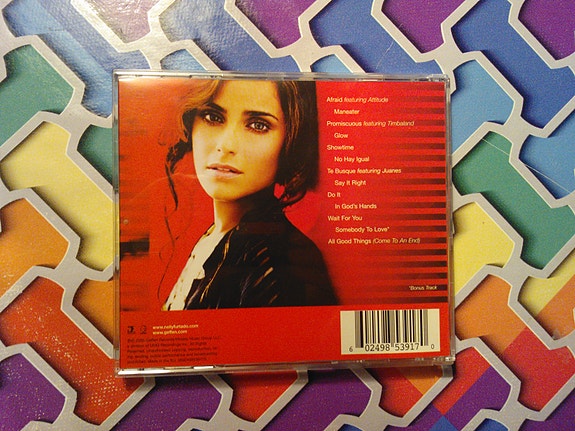 Afraid featuring Attitude
Maneater
Promiscuous featuring Timbaland
Glow
Showtime
No Hay Igual
Te Busque featuring Juanes
Say It Right
Do It
In God's Hands
Wait For You
Somebody To Love*
All Good Things (Come To An End)
*Bonus Track
www.nellyfurtado.com
www.geffen.com
6 02498 53917 0